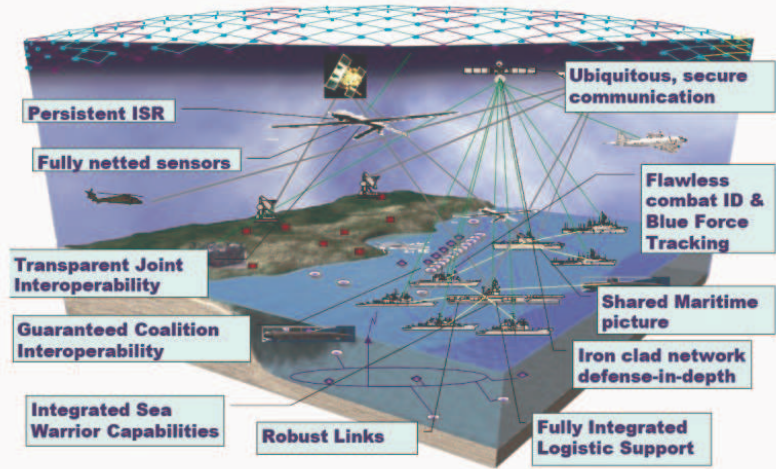 Ubiquitous, secure
communication
Persistent ISR
Fully netted sensors
Flawless
combat ID &
Blue Force
Tracking
Transparent Joint
Interoperability
Shared Maritime
picture
Guaranteed Coalition
Interoperability
Iron clad network
defense-in-depth
Integrated Sea
Warrior Capabilities
Robust Links
Fully Integrated
Logistic Support